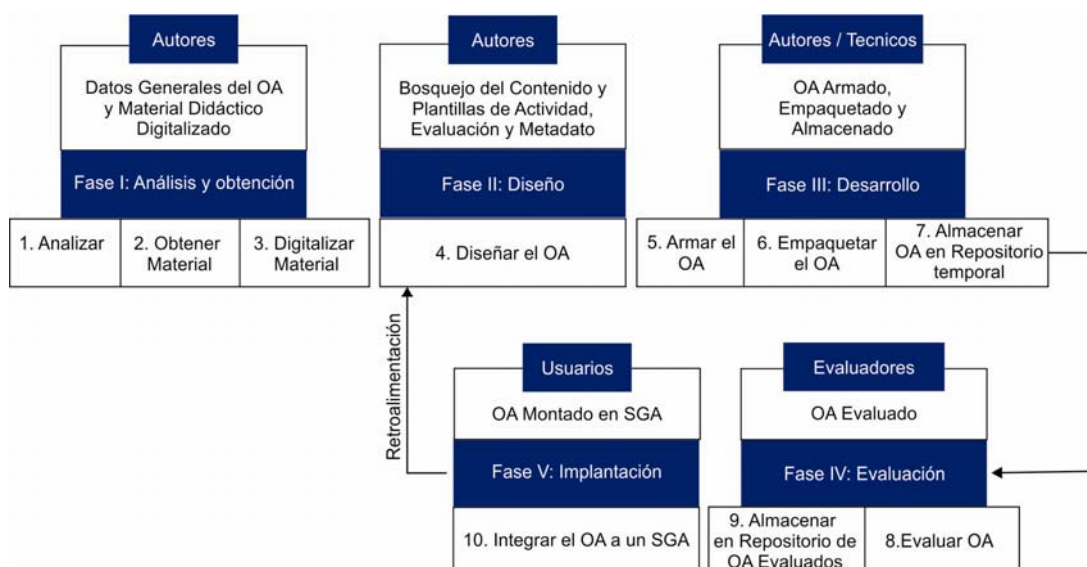 Autores
Datos Generales del OA
y Material Didáctico
Digitalizado
Fase I: Análisis y obtención
1. Analizar
2. Obtener
Material
3. Digitalizar
Material
Autores
Bosquejo del Contenido y
Plantillas de Actividad,
Evaluación y Metadato
Fase II: Diseño
4. Diseñar el OA
Autores / Tecnicos
OA Armado,
Empaquetado y
Almacenado
Fase III: Desarrollo
5. Armar el
OA
6. Empaquetar
el OA
7. Almacenar
OA en Repositorio
temporal
Retroalimentación
Usuarios
OA Montado en SGA
Fase V: Implantación
10. Integrar el OA a un SGA
Evaluadores
OA Evaluado
Fase IV: Evaluación
9. Almacenar
en Repositorio de
OA Evaluados
8.Evaluar OA